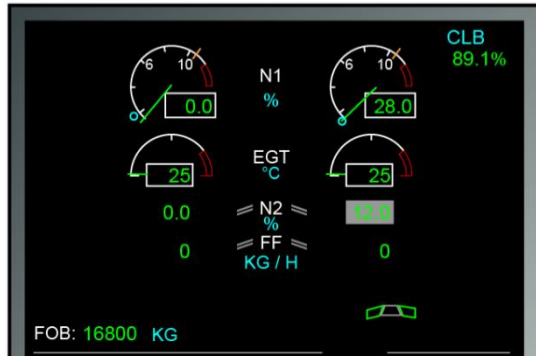 CLB
89.1%
6 10 N1 6 10
0.0 % 28.0
EGT
25 °C 25
0.0 N2 12.0
%
0 FF 0
KG / H
FOB: 16800 KG